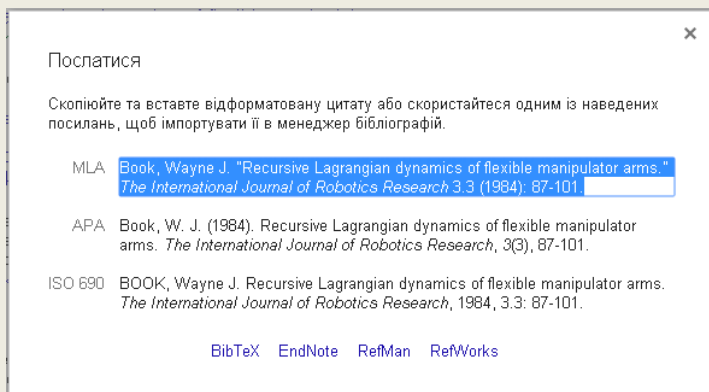 ×
Послатися
Скопіюйте та вставте відформатовану цитату або скористайтеся одним із наведених
посилань, щоб імпортувати її в менеджер бібліографій.
MLA Book, Wayne J. "Recursive Lagrangian dynamics of flexible manipulator arms."
The International Journal of Robotics Research 3.3 (1984): 87-101.
APA Book, W. J. (1984). Recursive Lagrangian dynamics of flexible manipulator
arms. The International Journal of Robotics Research, 3(3), 87-101.
ISO 690 BOOK, Wayne J. Recursive Lagrangian dynamics of flexible manipulator arms.
The International Journal of Robotics Research, 1984, 3.3: 87-101.
BibTeX EndNote RefMan RefWorks